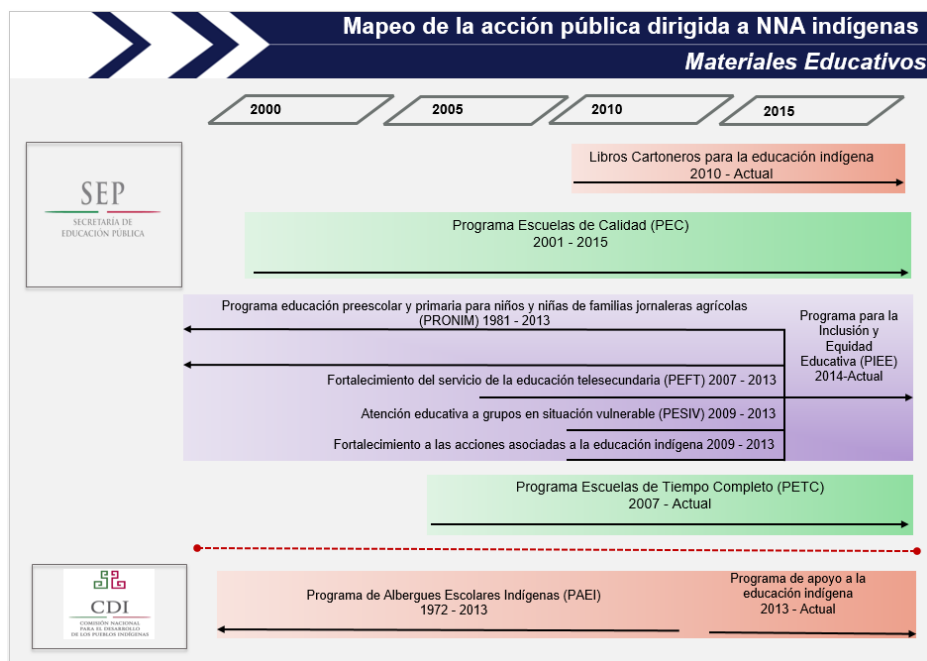 Mapeo de la acción pública dirigida a NNA indígenas
Materiales Educativos
2000
2005
2010
2015
SEP
SECRETARÍA DE
EDUCACIÓN PÚBLICA
Libros Cartoneros para la educación indígena
2010 - Actual
Programa Escuelas de Calidad (PEC)
2001 - 2015
Programa educación preescolar y primaria para niños y niñas de familias jornaleras agrícolas
(PRONIM) 1981 - 2013
Programa para la
Inclusión y
Equidad
Educativa (PIEE)
2014-Actual
Fortalecimiento del servicio de la educación telesecundaria (PEFT) 2007 - 2013
Atención educativa a grupos en situación vulnerable (PESIV) 2009 - 2013
Fortalecimiento a las acciones asociadas a la educación indígena 2009 - 2013
Programa Escuelas de Tiempo Completo (PETC)
2007 - Actual
CDI
COMISIÓN NACIONAL
PARA EL DESARROLLO
DE LOS PUEBLOS INDÍGENAS
Programa de Albergues Escolares Indígenas (PAEI)
1972 - 2013
Programa de apoyo a la
educación indígena
2013 - Actual